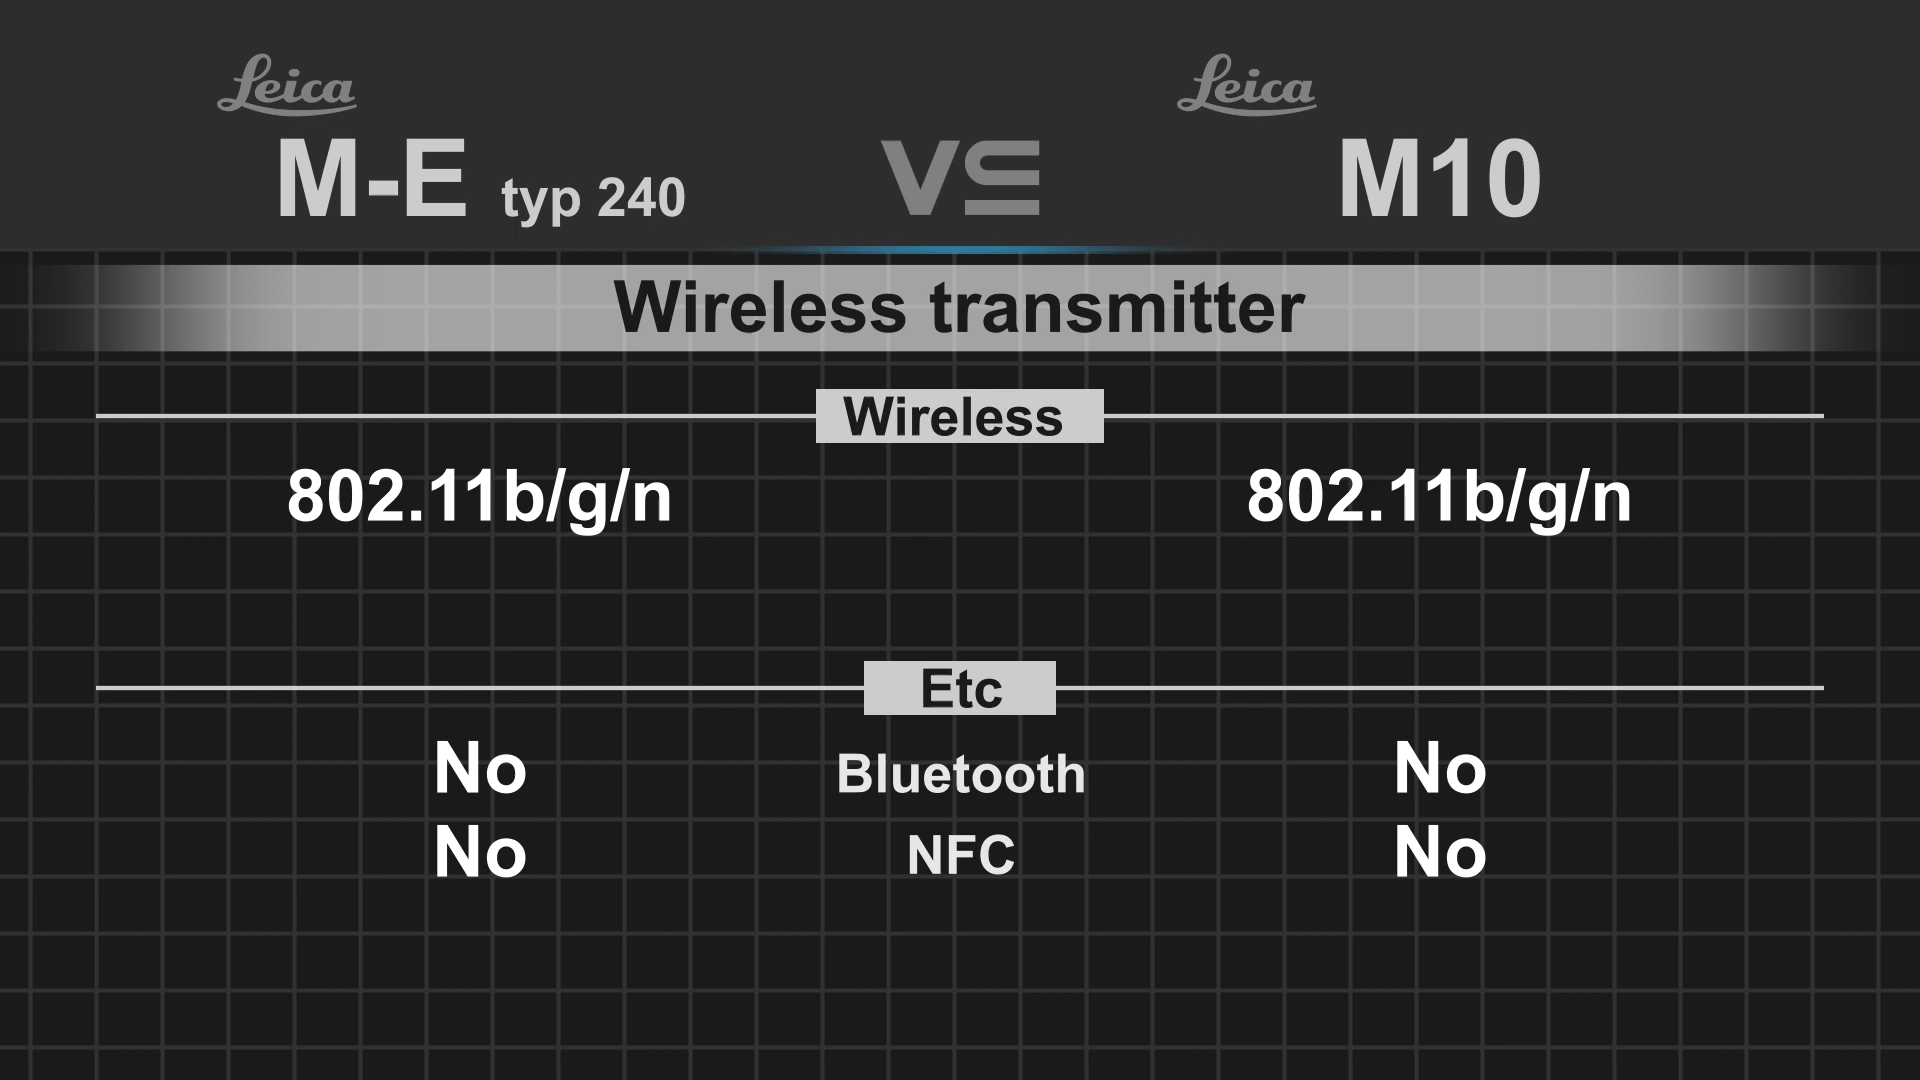 Leica Leica
M-E typ 240 VS M10
Wireless transmitter
Wireless
802.11b/g/n 802.11b/g/n
Etc
No Bluetooth No
No NFC No